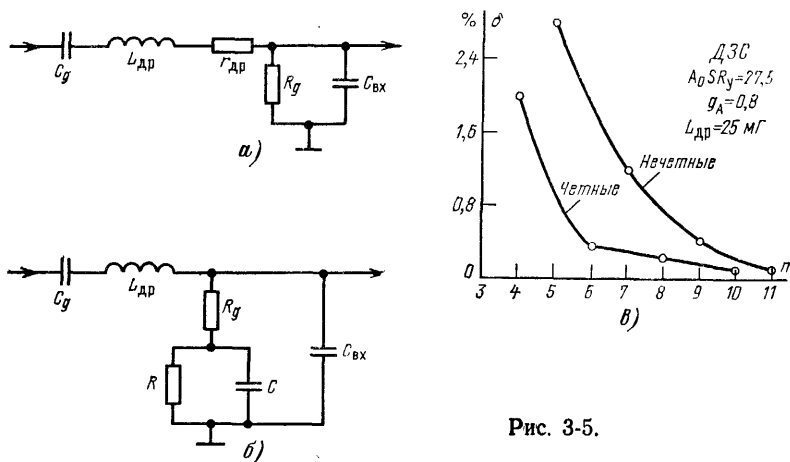 C_g
L_др
r_др
R_g
C_вх
а)
C_g
L_др
R_g
R
C
C_вх
б)
% δ
2,4
1,6
0,8
0
3 4 5 6 7 8 9 10 11
n
ДЗС
A_D S R_y = 27,5
g_A = 0,8
L_др = 25 мГ
Нечетные
Четные
в)
Рис. 3-5.